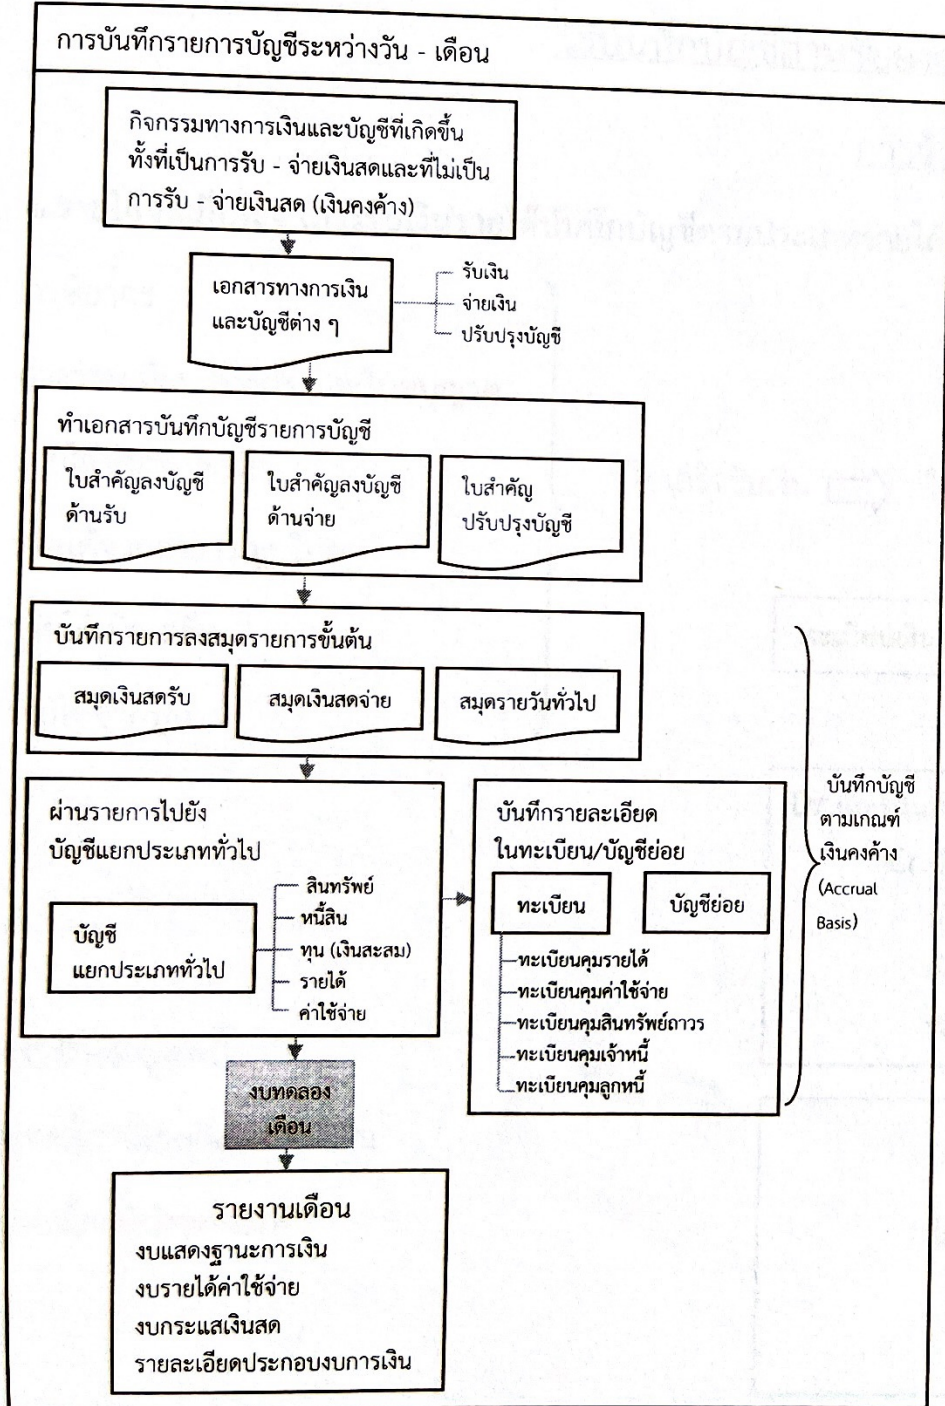 การบันทึกรายการบัญชีระหว่างวัน - เดือน
กิจกรรมทางการเงินและบัญชีที่เกิดขึ้น
ทั้งที่เป็นการรับ - จ่ายเงินสดและที่ไม่เป็น
การรับ - จ่ายเงินสด (เงินคงค้าง)
เอกสารทางการเงิน
และบัญชีต่าง ๆ
รับเงิน
จ่ายเงิน
ปรับปรุงบัญชี
ทำเอกสารบันทึกบัญชีรายการบัญชี
ใบสำคัญลงบัญชี
ด้านรับ
ใบสำคัญลงบัญชี
ด้านจ่าย
ใบสำคัญ
ปรับปรุงบัญชี
บันทึกรายการลงสมุดรายการขั้นต้น
สมุดเงินสดรับ
สมุดเงินสดจ่าย
สมุดรายวันทั่วไป
ผ่านรายการไปยัง
บัญชีแยกประเภททั่วไป
บัญชี
แยกประเภททั่วไป
สินทรัพย์
หนี้สิน
ทุน (เงินสะสม)
รายได้
ค่าใช้จ่าย
บันทึกรายละเอียด
ในทะเบียน/บัญชีย่อย
ทะเบียน
บัญชีย่อย
ทะเบียนคุมรายได้
ทะเบียนคุมค่าใช้จ่าย
ทะเบียนคุมสินทรัพย์ถาวร
ทะเบียนคุมเจ้าหนี้
ทะเบียนคุมลูกหนี้
บันทึกบัญชี
ตามเกณฑ์
เงินคงค้าง
(Accrual
Basis)
งบทดลอง
เดือน
รายงานเดือน
งบแสดงฐานะการเงิน
งบรายได้ค่าใช้จ่าย
งบกระแสเงินสด
รายละเอียดประกอบงบการเงิน